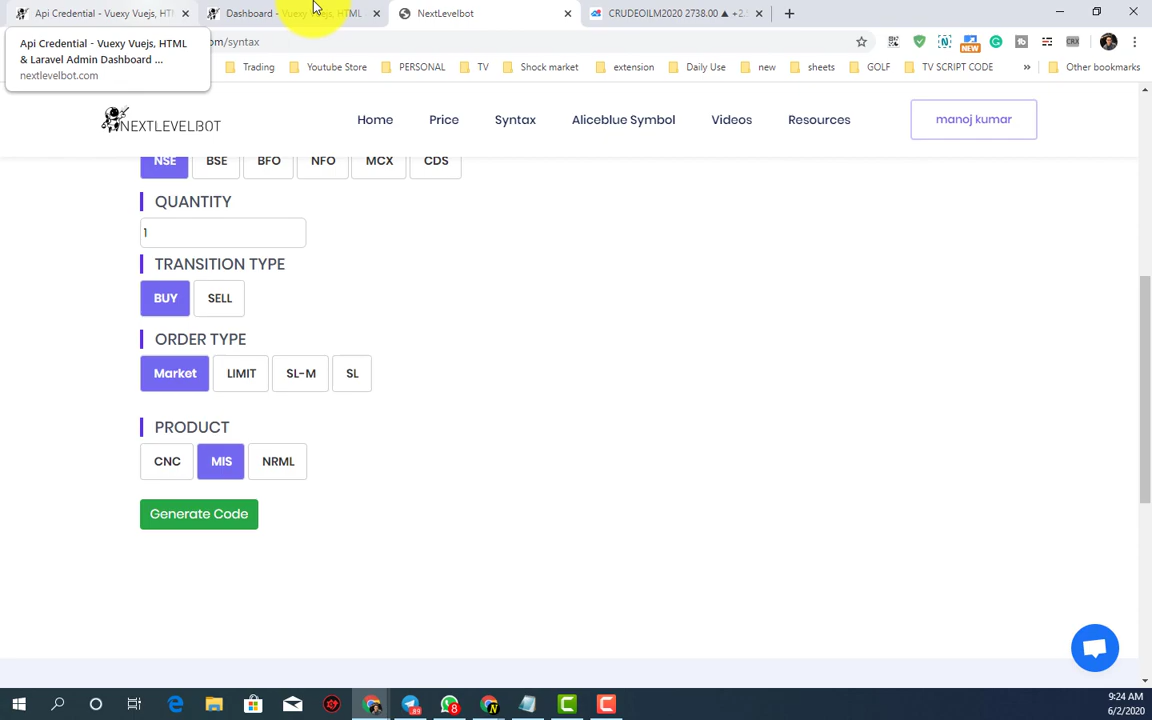 Api Credential - Vuexy Vuejs, HTM
Dashboard - Vuexy Vuejs, HTML
NextLevelbot
CRUDEOILM2020 2738.00 ▲ +2.
Api Credential - Vuexy Vuejs, HTML
& Laravel Admin Dashboard ...
nextlevelbot.com
om/syntax
NEW
CRX
Trading
Youtube Store
PERSONAL
TV
Shock market
extension
Daily Use
new
sheets
GOLF
TV SCRIPT CODE
»
Other bookmarks
NEXTLEVELBOT
Home
Price
Syntax
Aliceblue Symbol
Videos
Resources
manoj kumar
NSE
BSE
BFO
NFO
MCX
CDS
QUANTITY
1
TRANSITION TYPE
BUY
SELL
ORDER TYPE
Market
LIMIT
SL-M
SL
PRODUCT
CNC
MIS
NRML
Generate Code
9:24 AM
6/2/2020